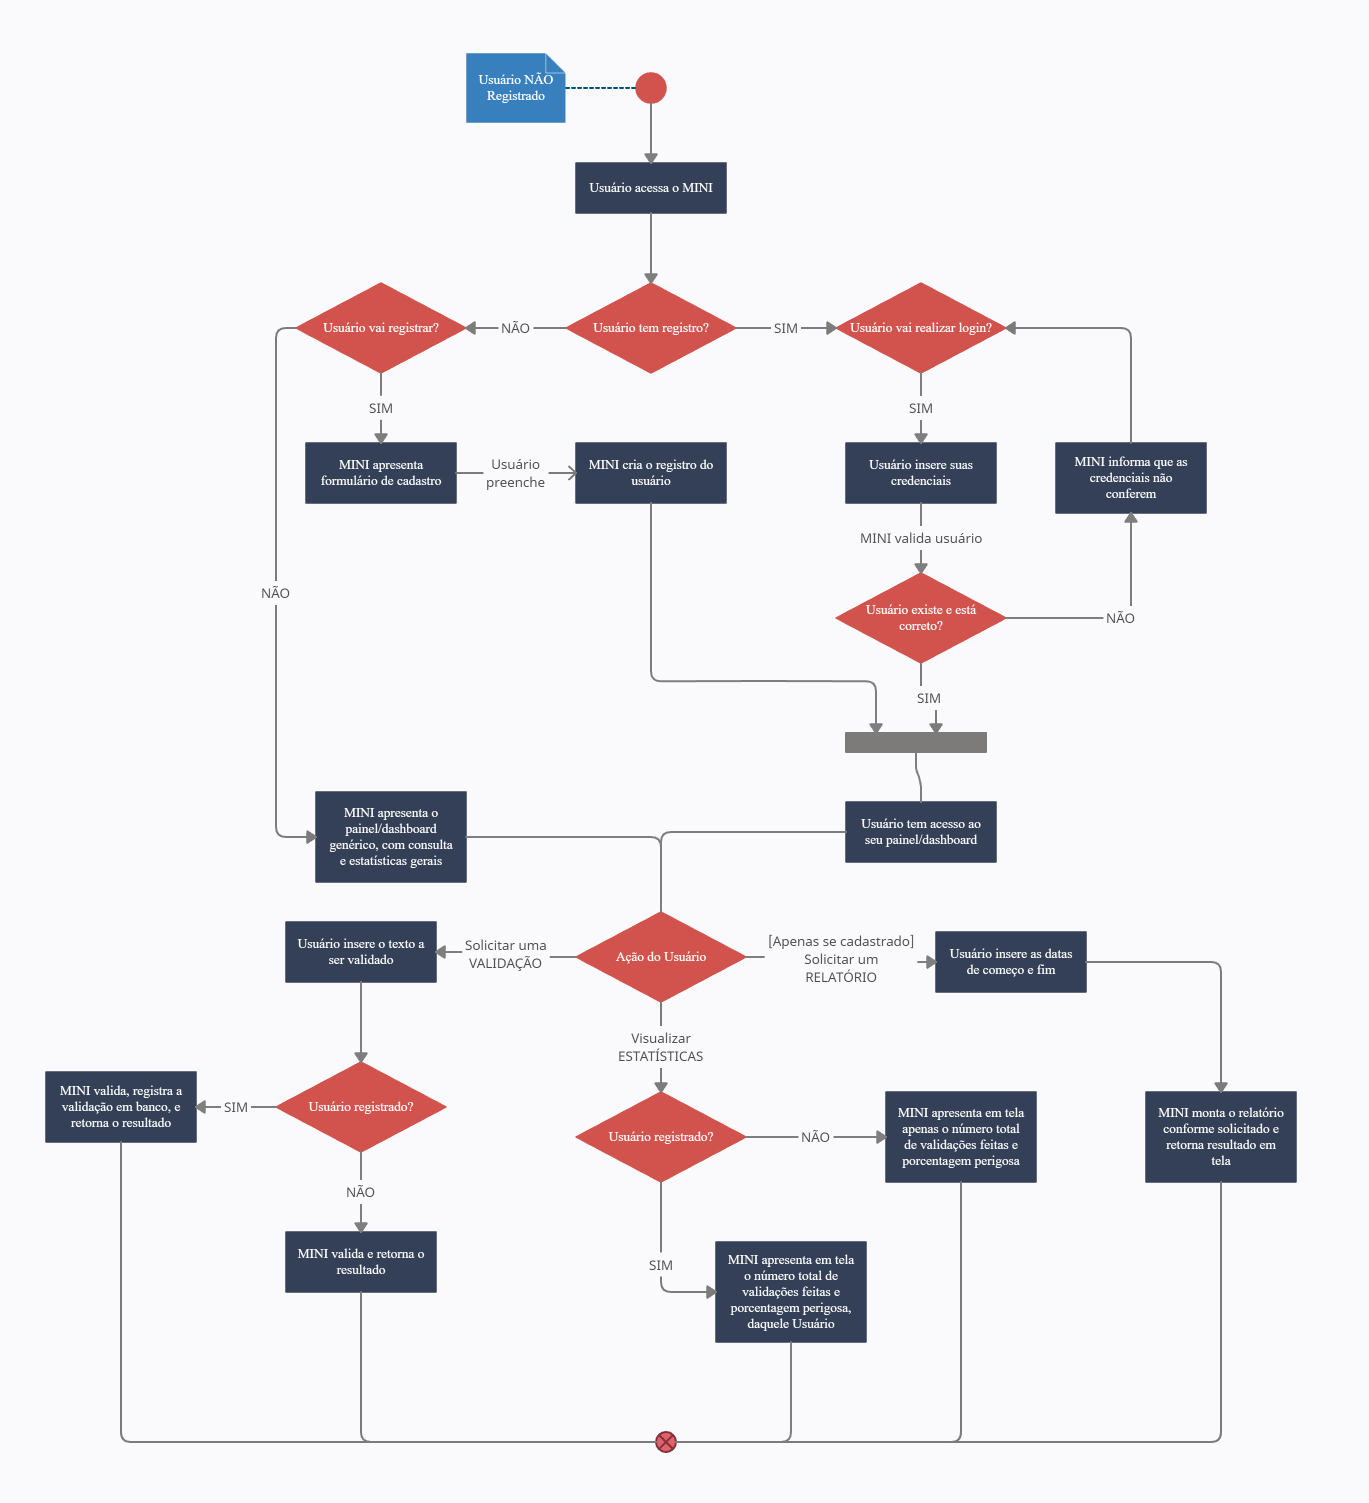 Usuário NÃO
Registrado
Usuário acessa o MINI
Usuário vai registrar?
NÃO
Usuário tem registro?
SIM
Usuário vai realizar login?
SIM
SIM
MINI apresenta
formulário de cadastro
Usuário
preenche
MINI cria o registro do
usuário
Usuário insere suas
credenciais
MINI informa que as
credenciais não
conferem
MINI valida usuário
NÃO
Usuário existe e está
correto?
NÃO
SIM
MINI apresenta o
painel/dashboard
genérico, com consulta
e estatísticas gerais
Usuário tem acesso ao
seu painel/dashboard
Usuário insere o texto a
ser validado
Solicitar uma
VALIDAÇÃO
Ação do Usuário
[Apenas se cadastrado]
Solicitar um
RELATÓRIO
Usuário insere as datas
de começo e fim
Visualizar
ESTATÍSTICAS
MINI valida, registra a
validação em banco, e
retorna o resultado
SIM
Usuário registrado?
Usuário registrado?
NÃO
MINI apresenta em tela
apenas o número total
de validações feitas e
porcentagem perigosa
MINI monta o relatório
conforme solicitado e
retorna resultado em
tela
NÃO
MINI valida e retorna o
resultado
SIM
MINI apresenta em tela
o número total de
validações feitas e
porcentagem perigosa,
daquele Usuário